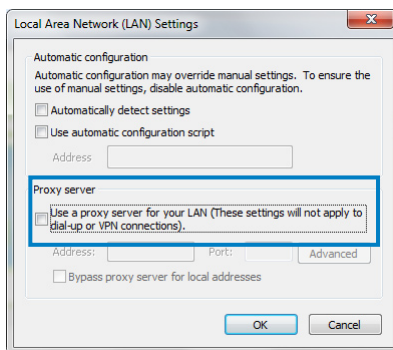 Local Area Network (LAN) Settings
Automatic configuration
Automatic configuration may override manual settings. To ensure the
use of manual settings, disable automatic configuration.
Automatically detect settings
Use automatic configuration script
Address
Proxy server
Use a proxy server for your LAN (These settings will not apply to
dial-up or VPN connections).
Address:
Port:
Advanced
Bypass proxy server for local addresses
OK
Cancel